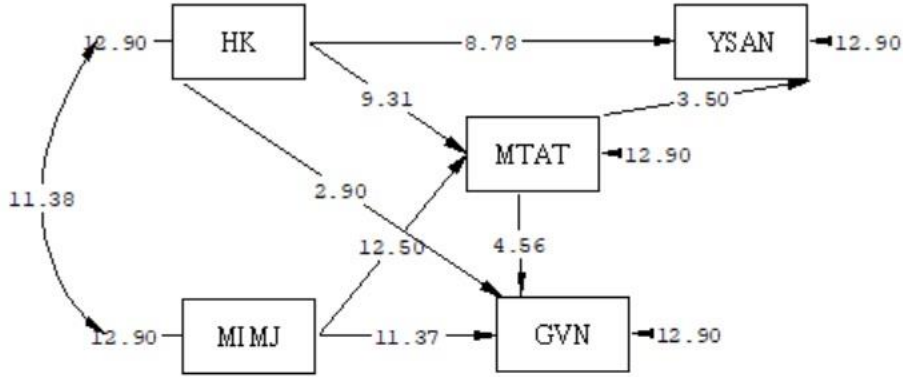 12.90 HK 8.78 YSAN 12.90
9.31 3.50
MTAT 12.90
11.38 2.90
12.50 4.56
12.90 MIMJ 11.37 GVN 12.90